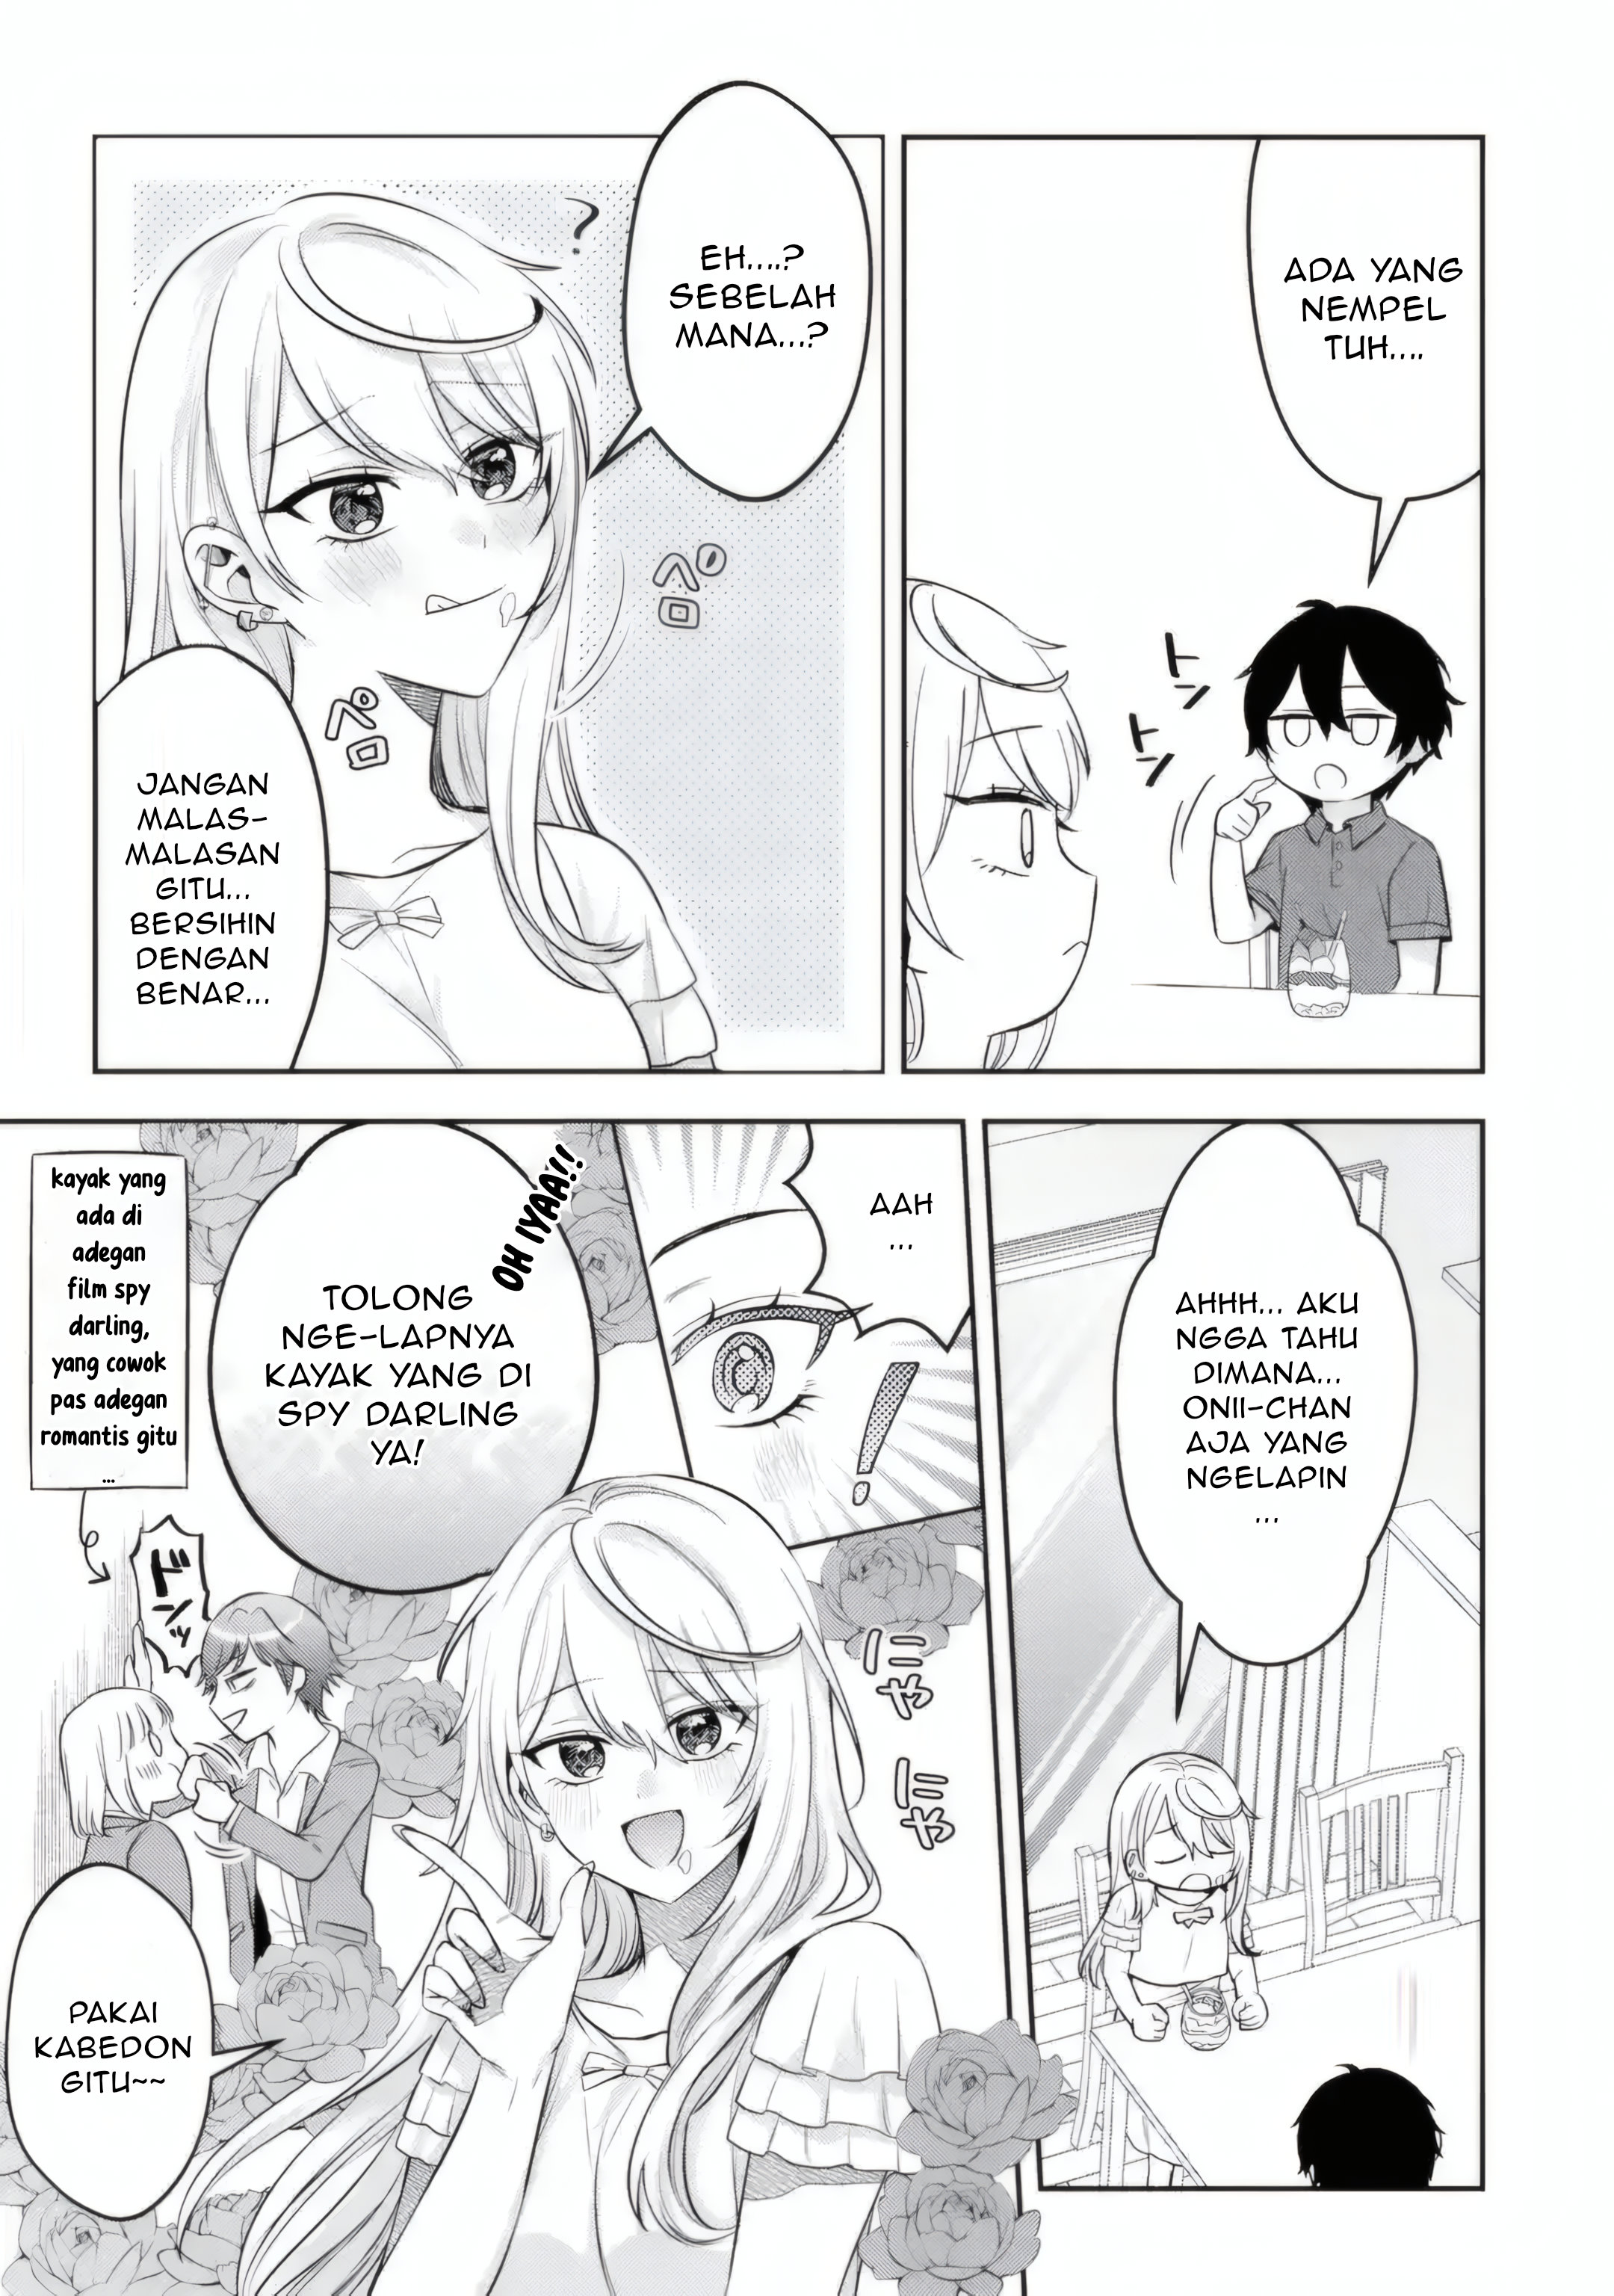 ADA YANG
NEMPEL
TUH....
トン
トン
EH....?
SEBELAH
MANA...?
?
ペロ
ペロ
JANGAN
MALAS-
MALASAN
GITU...
BERSIHIN
DENGAN
BENAR...
AHHH... AKU
NGGA TAHU
DIMANA...
ONII-CHAN
AJA YANG
NGELAPIN
...
AAH
...
!
OH IYAA!!
TOLONG
NGE-LAPNYA
KAYAK YANG DI
SPY DARLING
YA!
kayak yang
ada di
adegan
film spy
darling,
yang cowok
pas adegan
romantis gitu
...
ドンッ
にゃ
にゃ
PAKAI
KABEDON
GITU~~